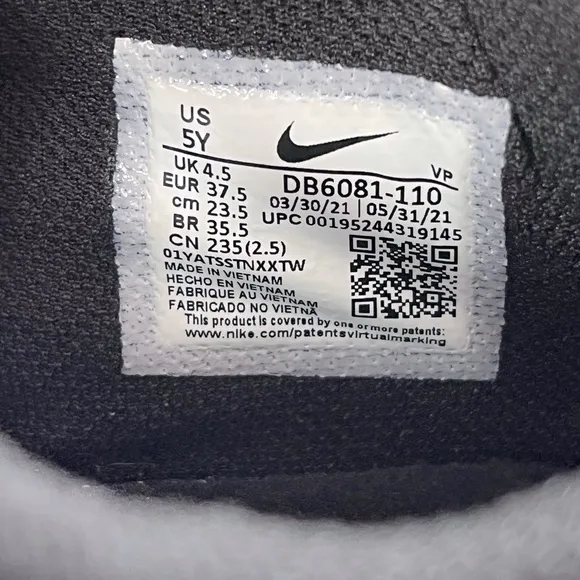 US
5Y
VP
UK 4.5
EUR 37.5
cm 23.5
BR 35.5
CN 235(2.5)
DB6081-110
03/30/21 | 05/31/21
UPC 00195244319145
01YATSSTNXXTW
MADE IN VIETNAM
HECHO EN VIETNAM
FABRIQUE AU VIETNAM
FABRICADO NO VIETNÃ
This product is covered by one or more patents:
www.nike.com/patentsvirtualmarking